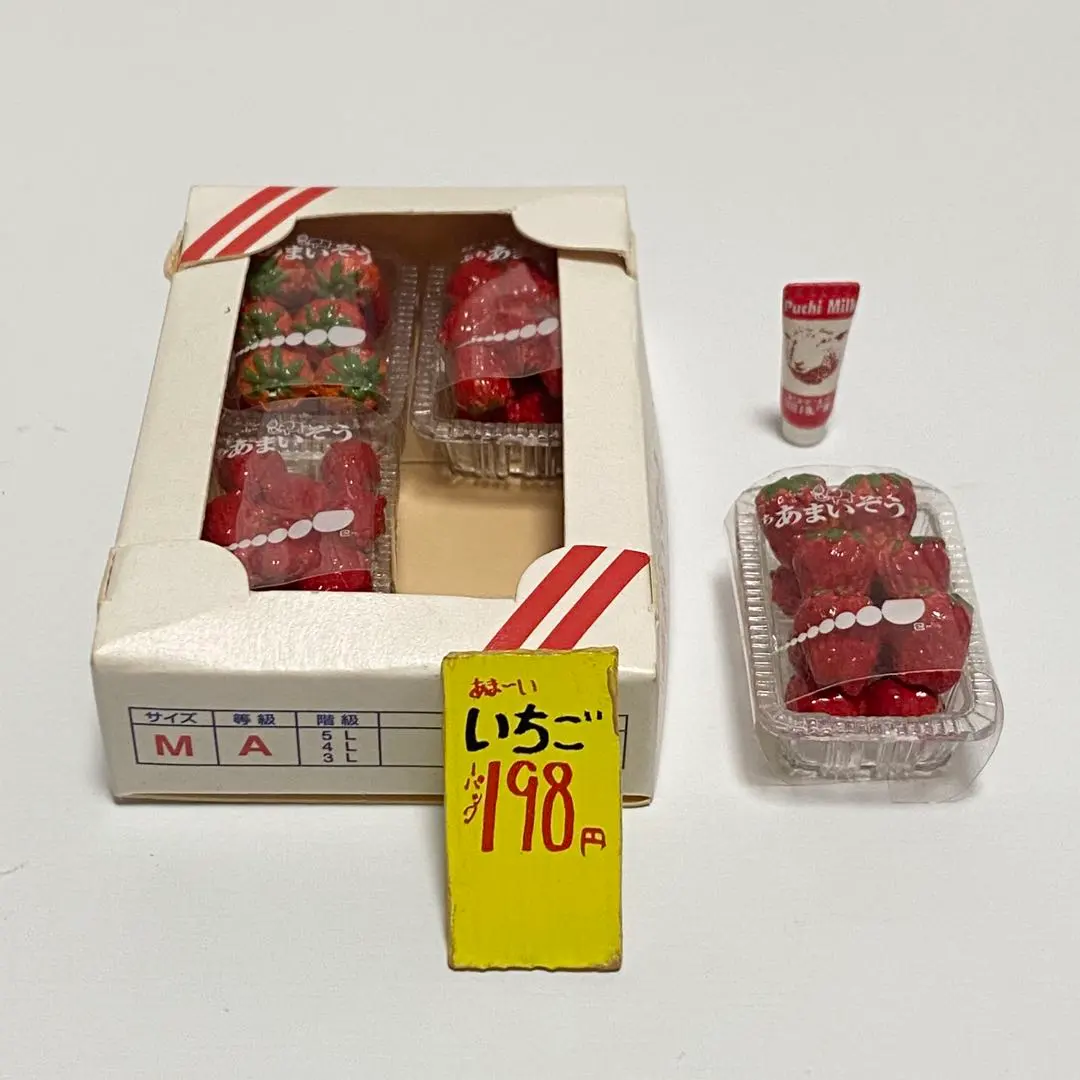 あまいぞう
あまいぞう
あまいぞう
Puchi Milk
サイズ 等級 階級
M A 5L
4L
3L
あま〜い
いちご
一パック
198円